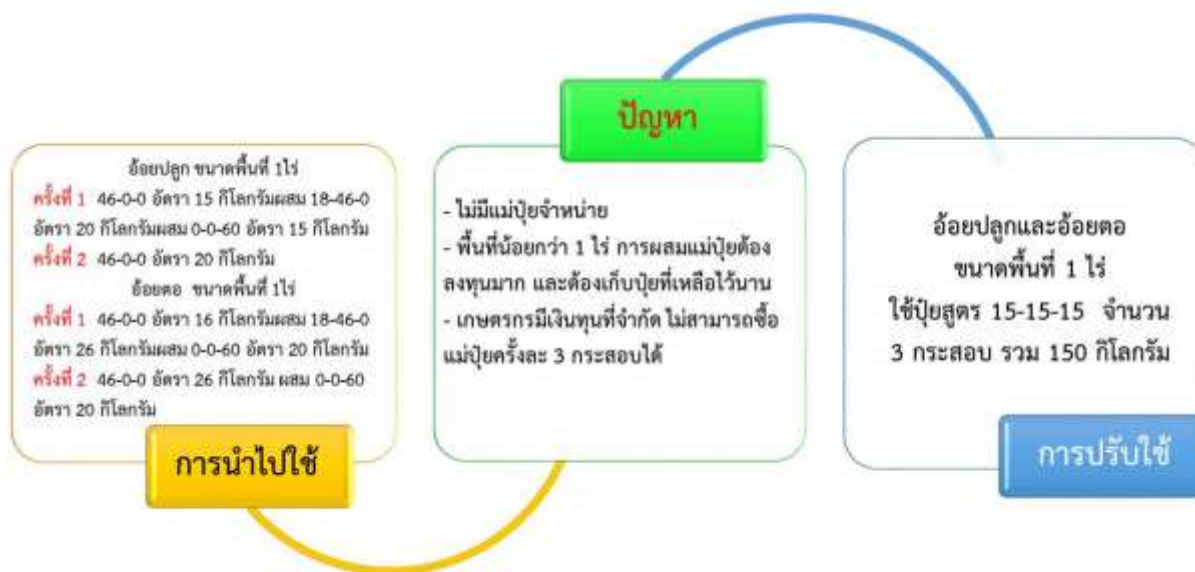 อ้อยปลูก ขนาดพื้นที่ 1ไร่
ครั้งที่ 1 46-0-0 อัตรา 15 กิโลกรัมผสม 18-46-0
อัตรา 20 กิโลกรัมผสม 0-0-60 อัตรา 15 กิโลกรัม
ครั้งที่ 2 46-0-0 อัตรา 20 กิโลกรัม
อ้อยตอ ขนาดพื้นที่ 1ไร่
ครั้งที่ 1 46-0-0 อัตรา 16 กิโลกรัมผสม 18-46-0
อัตรา 26 กิโลกรัมผสม 0-0-60 อัตรา 20 กิโลกรัม
ครั้งที่ 2 46-0-0 อัตรา 26 กิโลกรัม ผสม 0-0-60
อัตรา 20 กิโลกรัม
การนำไปใช้
ปัญหา
- ไม่มีแม่ปุ๋ยจำหน่าย
- พื้นที่น้อยกว่า 1 ไร่ การผสมแม่ปุ๋ยต้อง
ลงทุนมาก และต้องเก็บปุ๋ยที่เหลือไว้นาน
- เกษตรกรมีเงินทุนที่จำกัด ไม่สามารถซื้อ
แม่ปุ๋ยครั้งละ 3 กระสอบได้
อ้อยปลูกและอ้อยตอ
ขนาดพื้นที่ 1 ไร่
ใช้ปุ๋ยสูตร 15-15-15 จำนวน
3 กระสอบ รวม 150 กิโลกรัม
การปรับใช้